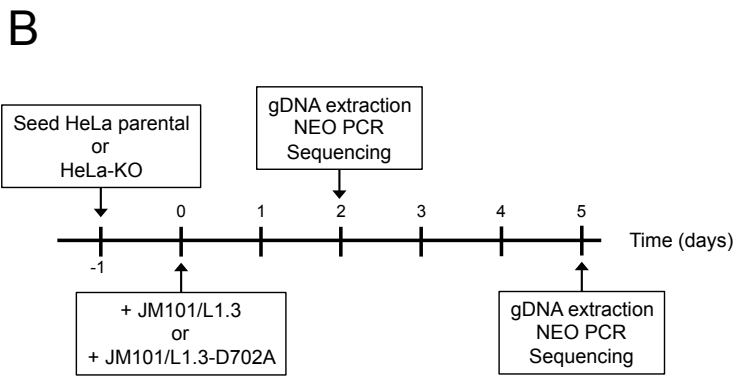 B
Seed HeLa parental
or
HeLa-KO
gDNA extraction
NEO PCR
Sequencing
0 1 2 3 4 5
-1
Time (days)
+ JM101/L1.3
or
+ JM101/L1.3-D702A
gDNA extraction
NEO PCR
Sequencing